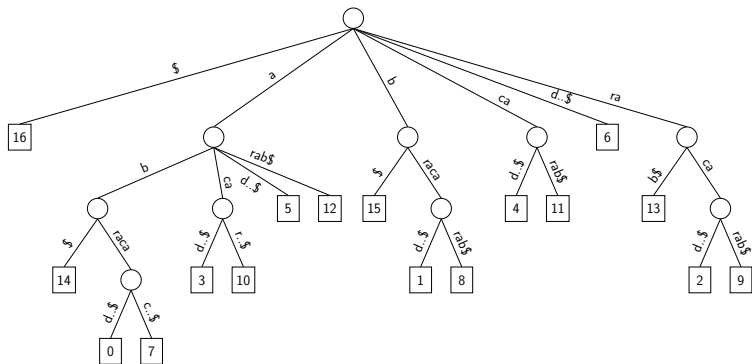 $ a b ca d..$ ra
16 6
b ca d..$ rab$ $ raca d..$ rab$ b$ ca
5 12 15 4 11 13
$ raca d..$ r..$ d..$ rab$ d..$ rab$
14 3 10 1 8 2 9
d...$ c...$
0 7